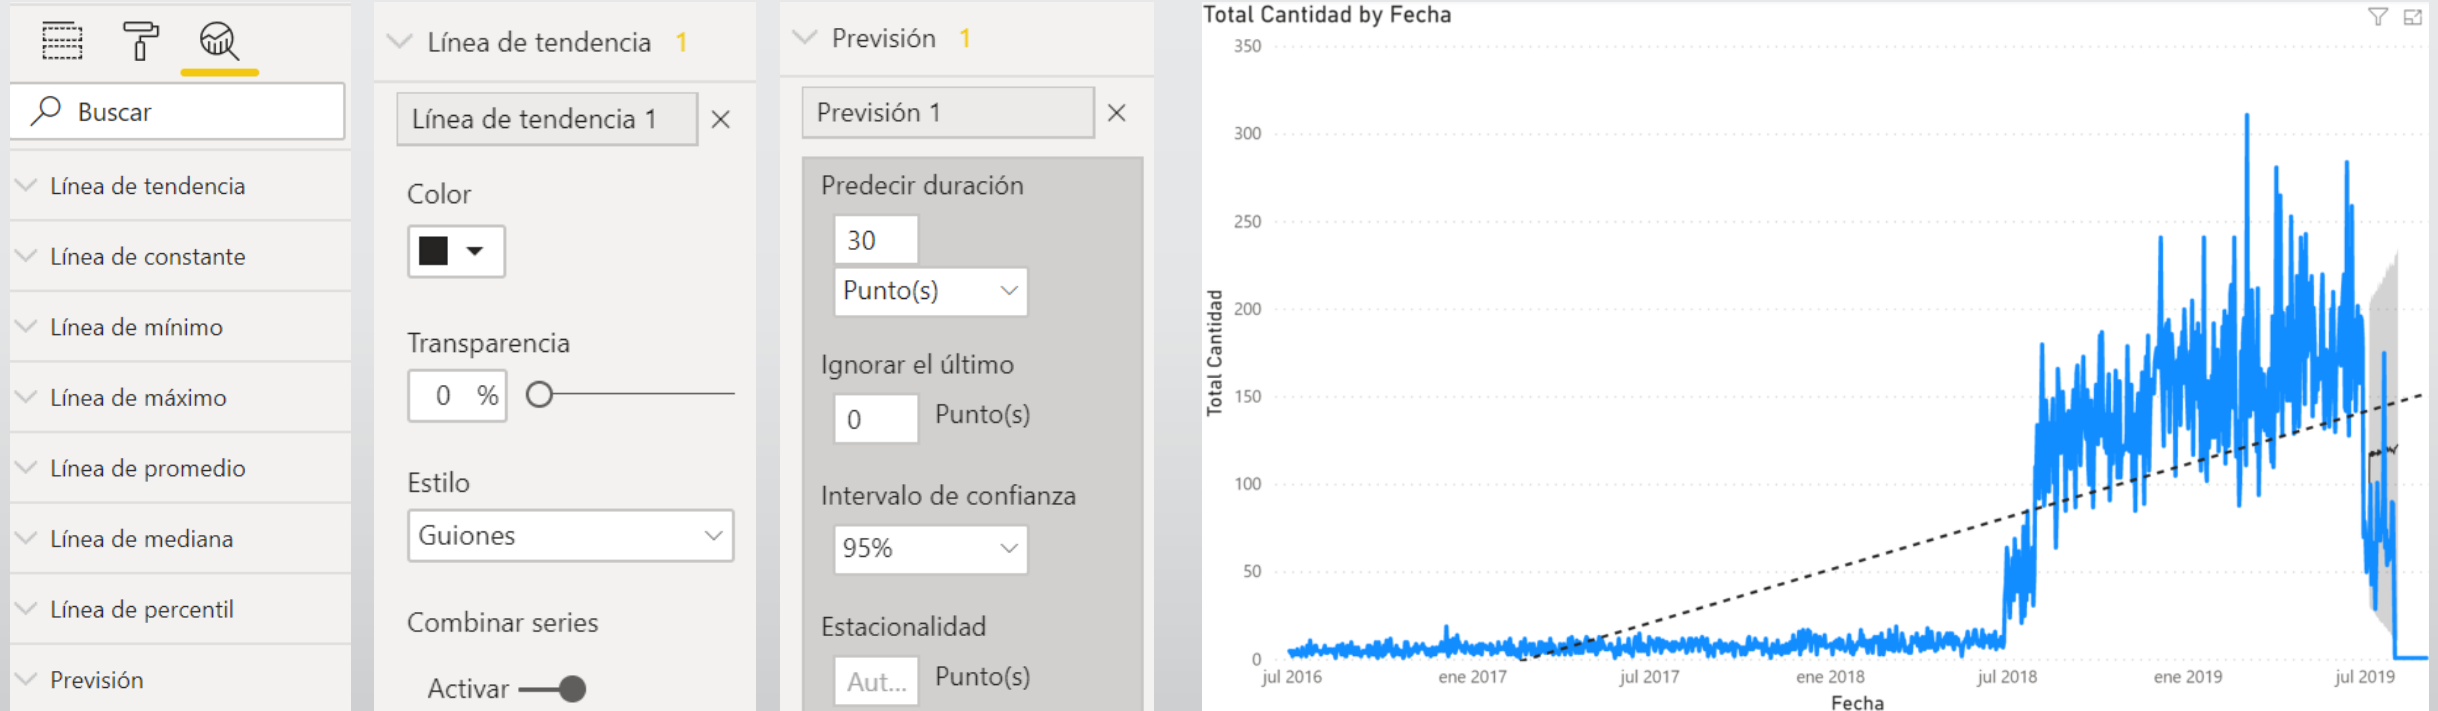 Buscar
Línea de tendencia
Línea de constante
Línea de mínimo
Línea de máximo
Línea de promedio
Línea de mediana
Línea de percentil
Previsión
Línea de tendencia 1
Línea de tendencia 1
Color
Transparencia
0 %
Estilo
Guiones
Combinar series
Activar
Previsión 1
Previsión 1
Predecir duración
30
Punto(s)
Ignorar el último
0 Punto(s)
Intervalo de confianza
95%
Estacionalidad
Aut... Punto(s)
Total Cantidad by Fecha
350
300
250
200
150
100
50
0
Total Cantidad
jul 2016 ene 2017 jul 2017 ene 2018 jul 2018 ene 2019 jul 2019
Fecha